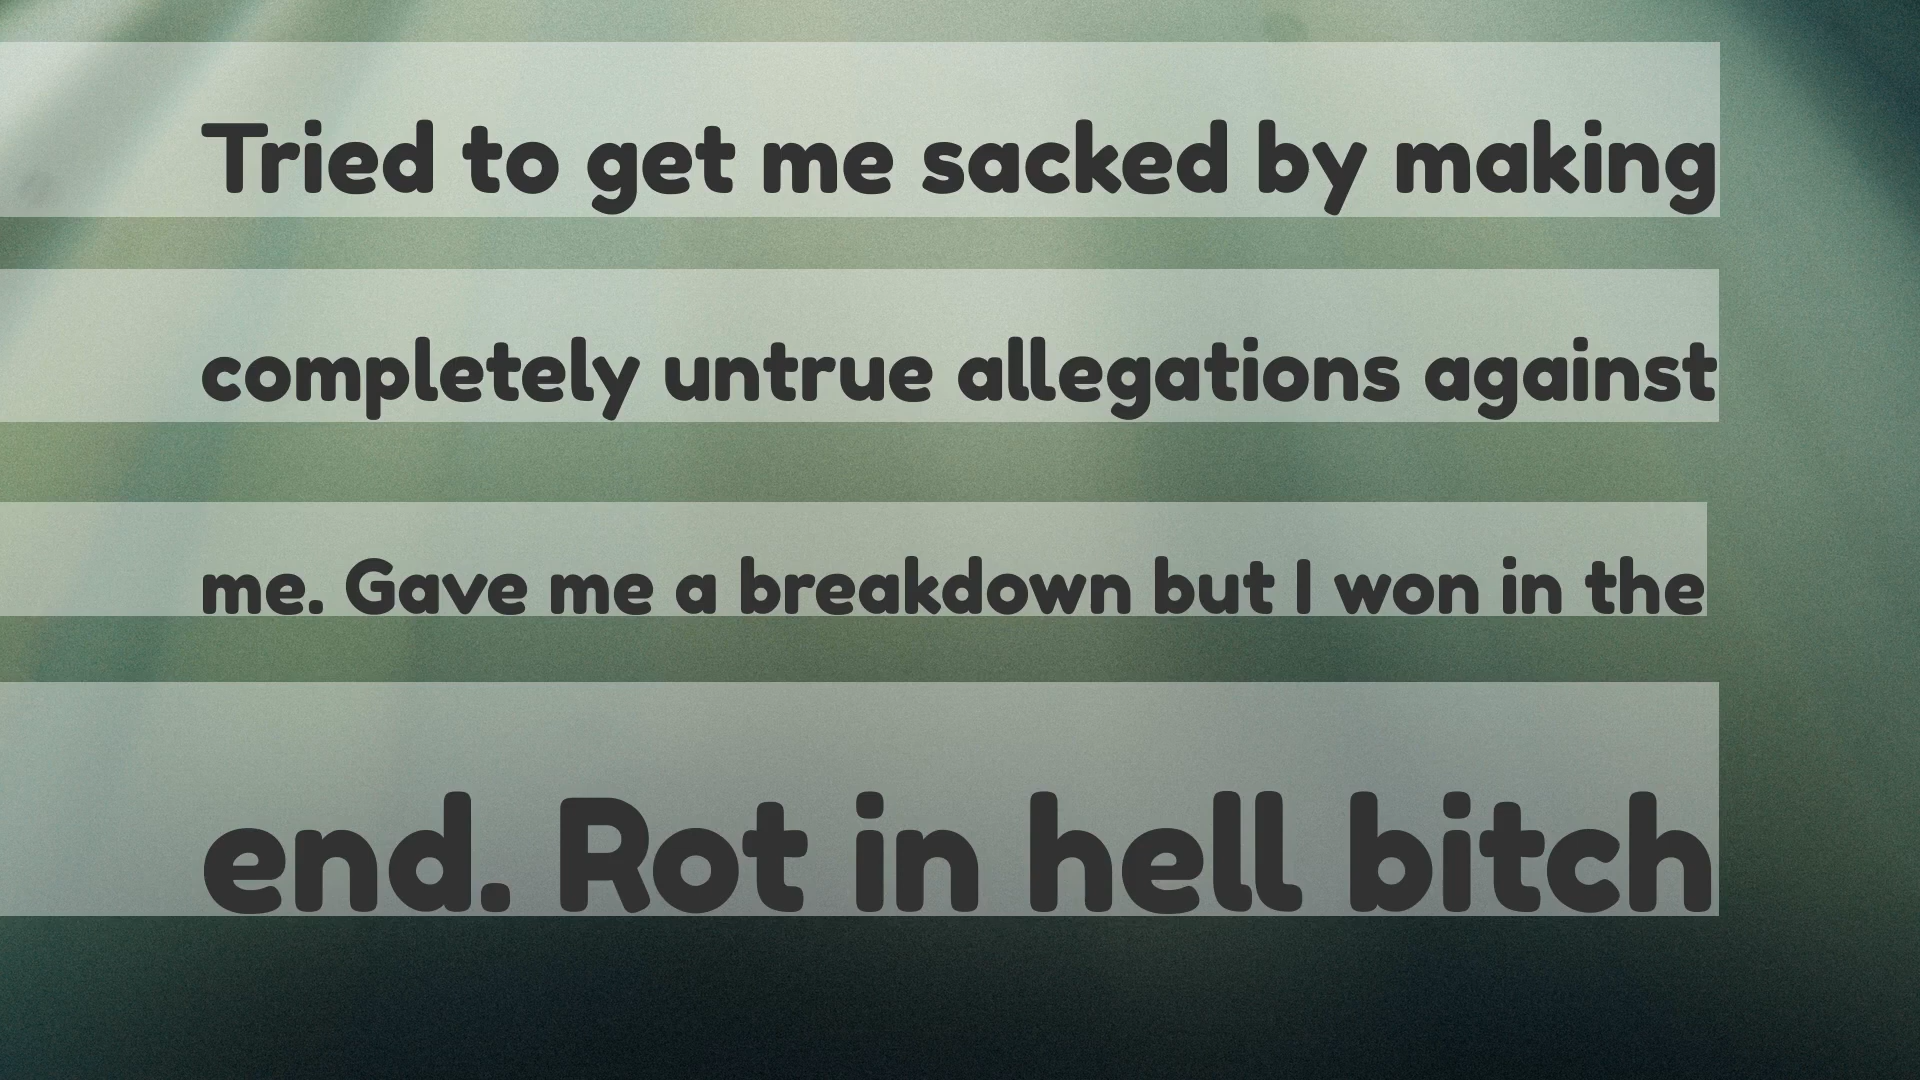 Tried to get me sacked by making
completely untrue allegations against
me. Gave me a breakdown but I won in the
end. Rot in hell bitch